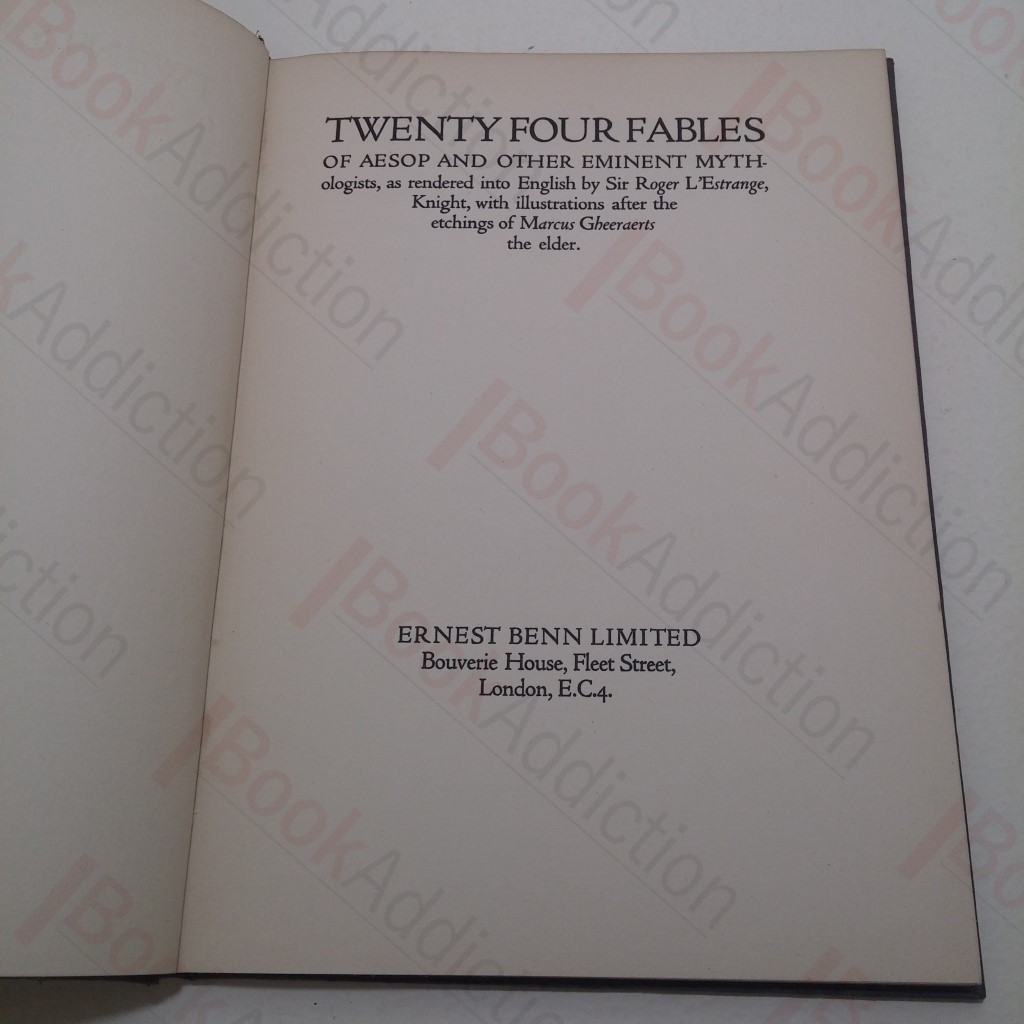 TWENTY FOUR FABLES
OF AESOP AND OTHER EMINENT MYTH-
ologists, as rendered into English by Sir Roger L'Estrange,
Knight, with illustrations after the
etchings of Marcus Gheeraerts
the elder.
ERNEST BENN LIMITED
Bouverie House, Fleet Street,
London, E.C.4.
BookAddiction